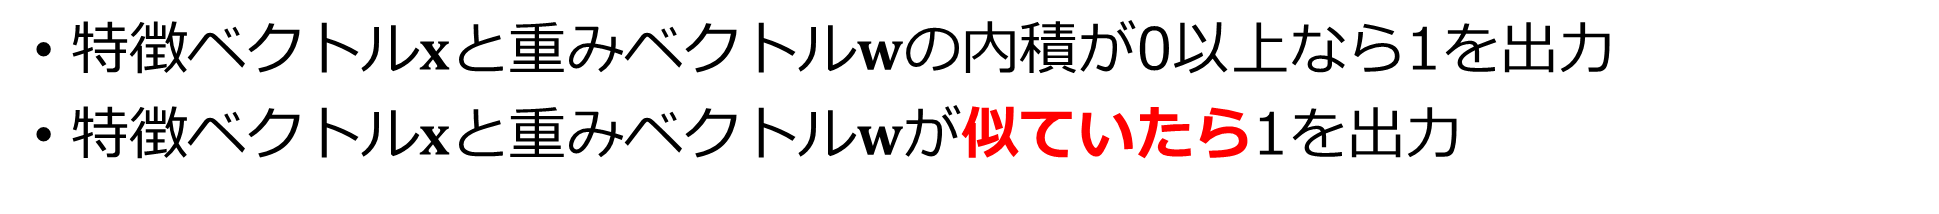 • 特徴ベクトルxと重みベクトルwの内積が0以上なら1を出力
• 特徴ベクトルxと重みベクトルwが似ていたら1を出力